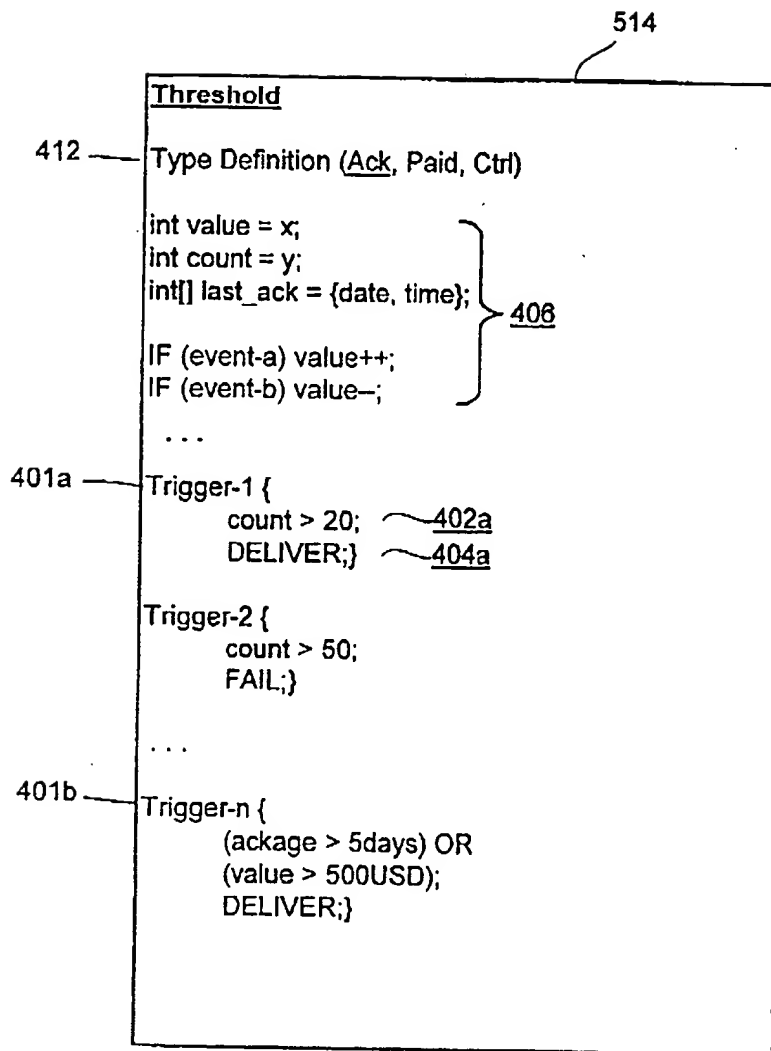 514
Threshold
412 Type Definition (Ack, Paid, Ctrl)
int value = x;
int count = y;
int[] last_ack = {date, time};
406
IF (event-a) value++;
IF (event-b) value--;
. . .
401a Trigger-1 {
count > 20; 402a
DELIVER;} 404a
Trigger-2 {
count > 50;
FAIL;}
. . .
401b Trigger-n {
(ackage > 5days) OR
(value > 500USD);
DELIVER;}